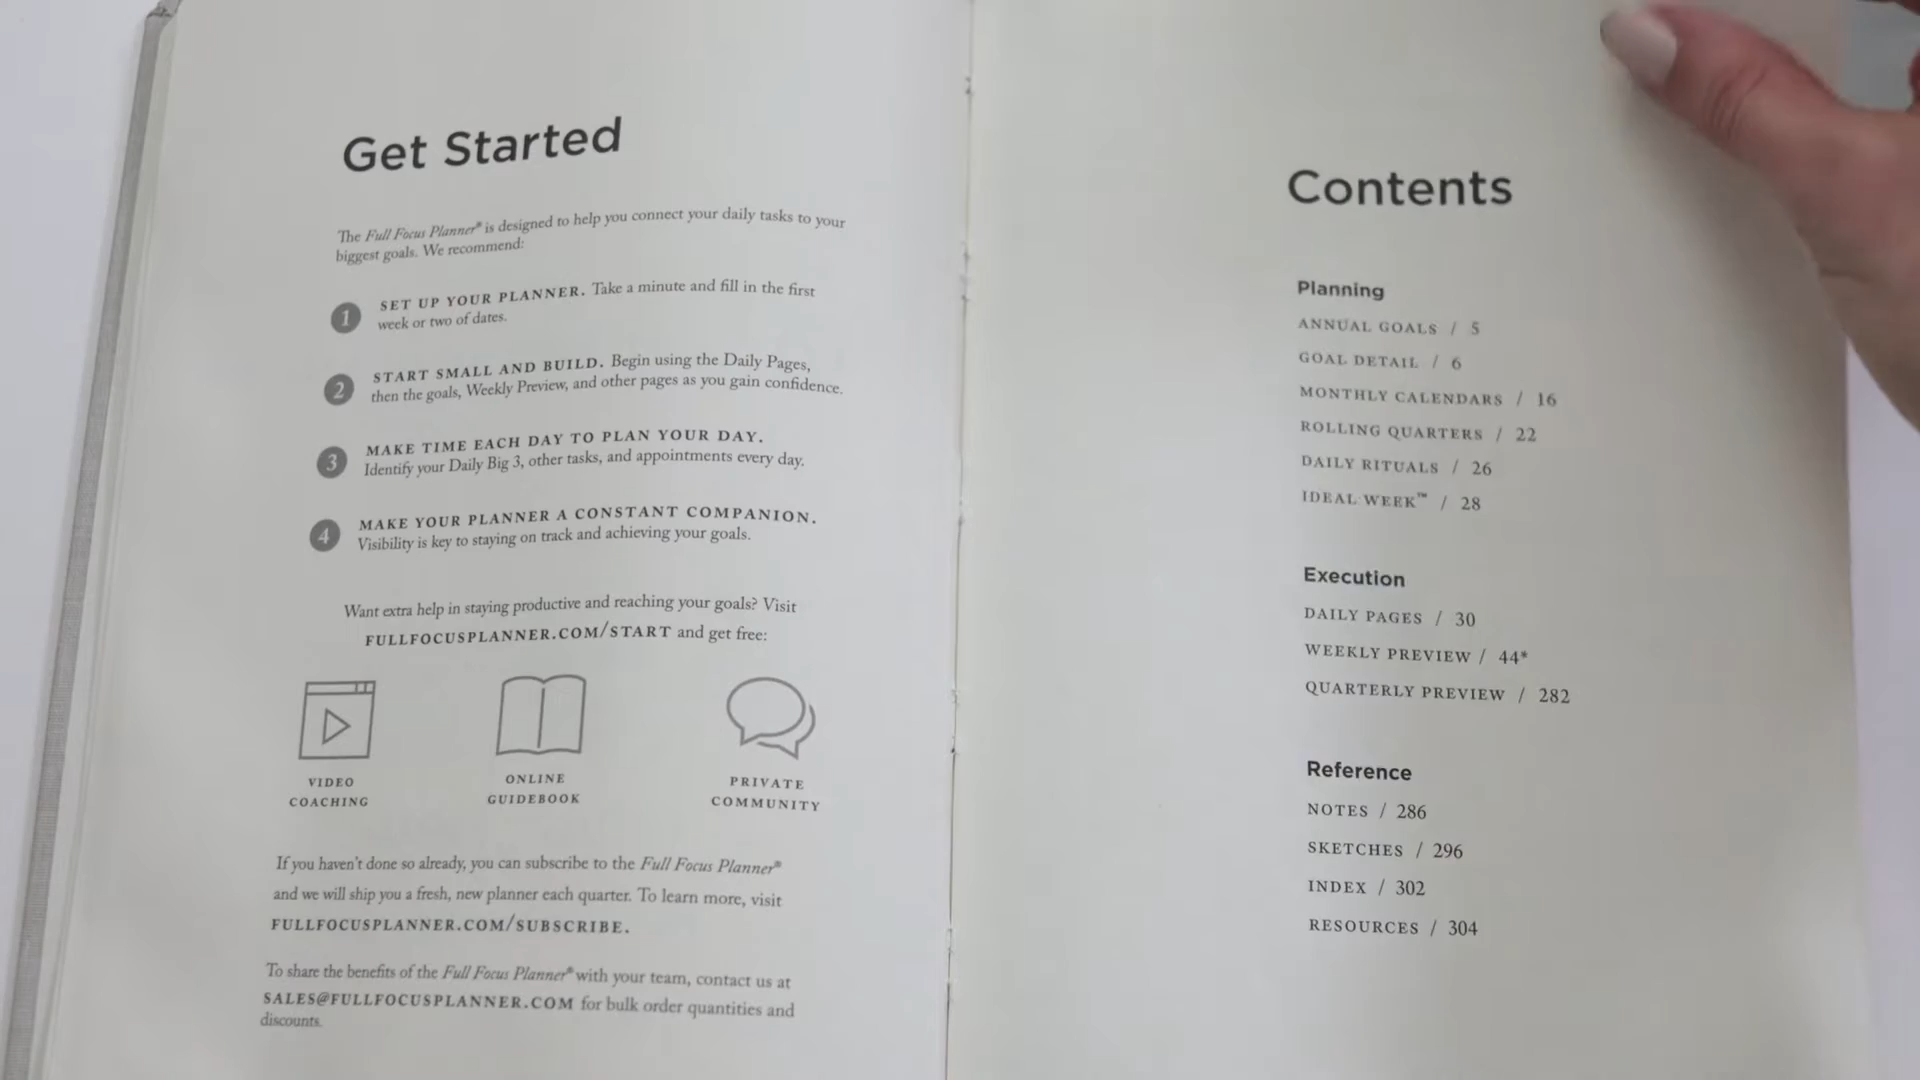 Get Started
The Full Focus Planner® is designed to help you connect your daily tasks to your
biggest goals. We recommend:
1 SET UP YOUR PLANNER. Take a minute and fill in the first
week or two of dates.
2 START SMALL AND BUILD. Begin using the Daily Pages,
then the goals, Weekly Preview, and other pages as you gain confidence.
3 MAKE TIME EACH DAY TO PLAN YOUR DAY.
Identify your Daily Big 3, other tasks, and appointments every day.
4 MAKE YOUR PLANNER A CONSTANT COMPANION.
Visibility is key to staying on track and achieving your goals.
Want extra help in staying productive and reaching your goals? Visit
FULLFOCUSPLANNER.COM/START and get free:
VIDEO
COACHING
ONLINE
GUIDEBOOK
PRIVATE
COMMUNITY
If you haven't done so already, you can subscribe to the Full Focus Planner®
and we will ship you a fresh, new planner each quarter. To learn more, visit
FULLFOCUSPLANNER.COM/SUBSCRIBE.
To share the benefits of the Full Focus Planner® with your team, contact us at
SALES@FULLFOCUSPLANNER.COM for bulk order quantities and
discounts.
Contents
Planning
ANNUAL GOALS / 5
GOAL DETAIL / 6
MONTHLY CALENDARS / 16
ROLLING QUARTERS / 22
DAILY RITUALS / 26
IDEAL WEEK™ / 28
Execution
DAILY PAGES / 30
WEEKLY PREVIEW / 44*
QUARTERLY PREVIEW / 282
Reference
NOTES / 286
SKETCHES / 296
INDEX / 302
RESOURCES / 304